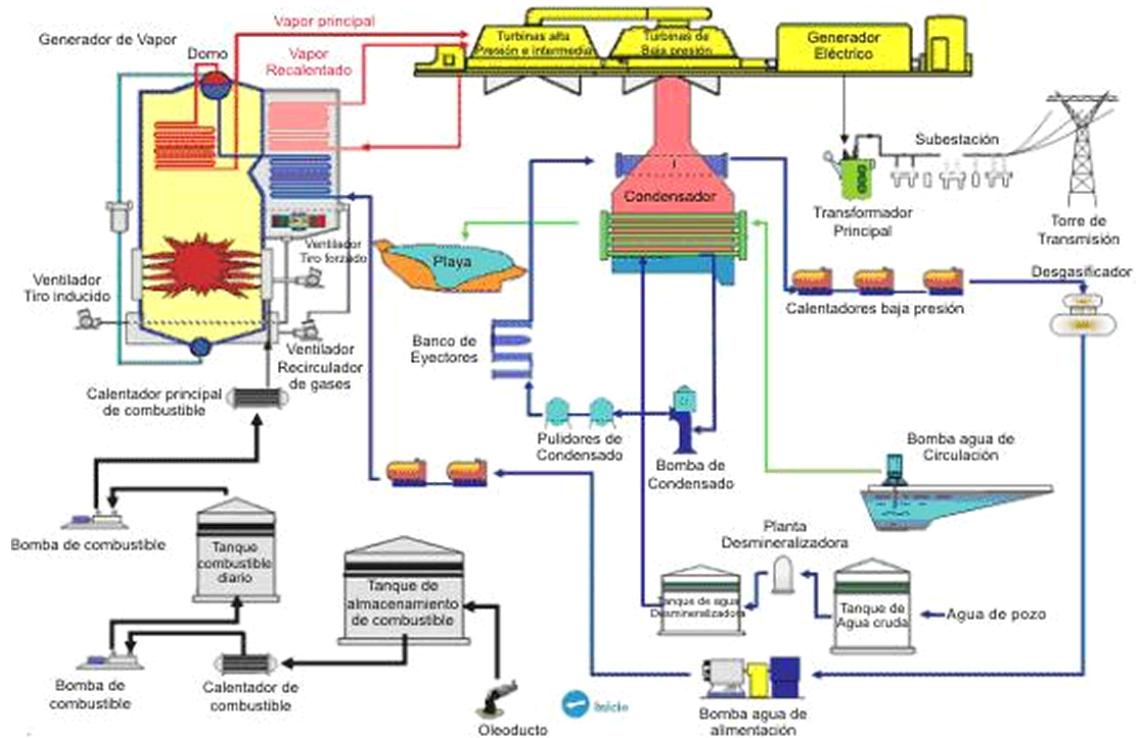 Vapor principal
Generador de Vapor
Domo
Vapor
Recalentado
Turbinas alta
Presión e intermedia
Turbinas de
Baja presión
Generador
Eléctrico
Subestación
Condensador
Transformador
Principal
Torre de
Transmisión
Ventilador
Tiro forzado
Playa
Ventilador
Tiro inducido
Desgasificador
Calentadores baja presión
Banco de
Eyectores
Ventilador
Recirculador
de gases
Calentador principal
de combustible
Pulidores de
Condensado
Bomba de
Condensado
Bomba agua de
Circulación
Bomba de combustible
Tanque
combustible
diario
Planta
Desmineralizadora
Tanque de
almacenamiento
de combustible
Tanque de agua
Desmineralizadora
Tanque de
Agua cruda
Agua de pozo
Bomba de
combustible
Calentador de
combustible
Oleoducto
Inicio
Bomba agua de
alimentación